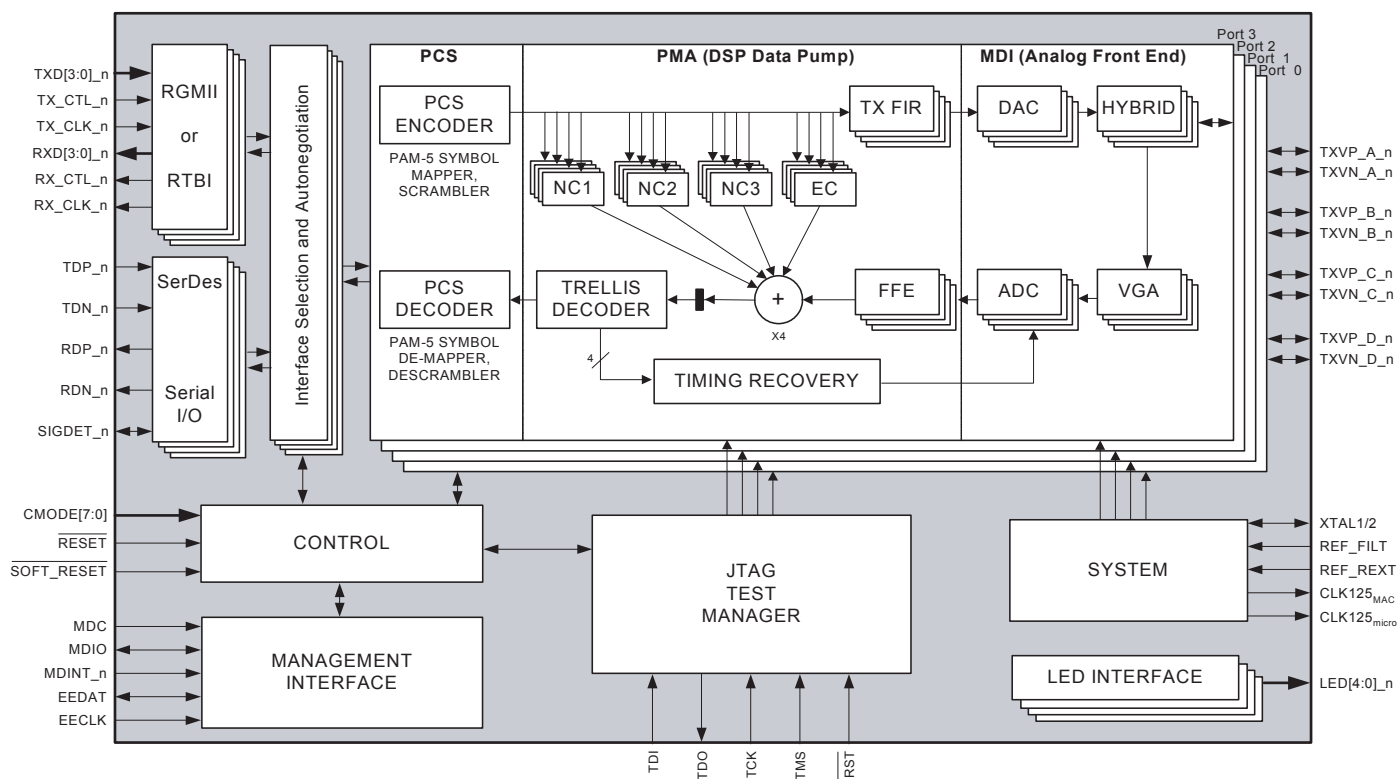 Port 3
Port 2
Port 1
Port 0
PCS
PMA (DSP Data Pump)
MDI (Analog Front End)
TXD[3:0]_n
TX_CTL_n
TX_CLK_n
RXD[3:0]_n
RX_CTL_n
RX_CLK_n
RGMII
or
RTBI
TDP_n
TDN_n
RDP_n
RDN_n
SIGDET_n
SerDes
Serial
I/O
Interface Selection and Autonegotiation
PCS
ENCODER
PAM-5 SYMBOL
MAPPER,
SCRAMBLER
NC1
NC2
NC3
EC
TX FIR
DAC
HYBRID
PCS
DECODER
PAM-5 SYMBOL
DE-MAPPER,
DESCRAMBLER
TRELLIS
DECODER
+
X4
FFE
ADC
VGA
4
TIMING RECOVERY
TXVP_A_n
TXVN_A_n
TXVP_B_n
TXVN_B_n
TXVP_C_n
TXVN_C_n
TXVP_D_n
TXVN_D_n
CMODE[7:0]
RESET
SOFT_RESET
CONTROL
MDC
MDIO
MDINT_n
EEDAT
EECLK
MANAGEMENT
INTERFACE
JTAG
TEST
MANAGER
TDI
TDO
TCK
TMS
RST
SYSTEM
XTAL1/2
REF_FILT
REF_REXT
CLK125MAC
CLK125micro
LED INTERFACE
LED[4:0]_n